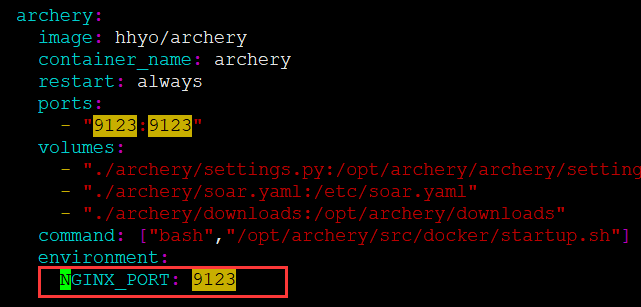 archery:
image: hhyo/archery
container_name: archery
restart: always
ports:
- "9123:9123"
volumes:
- "./archery/settings.py:/opt/archery/archery/setting
- "./archery/soar.yaml:/etc/soar.yaml"
- "./archery/downloads:/opt/archery/downloads"
command: ["bash","/opt/archery/src/docker/startup.sh"]
environment:
NGINX_PORT: 9123